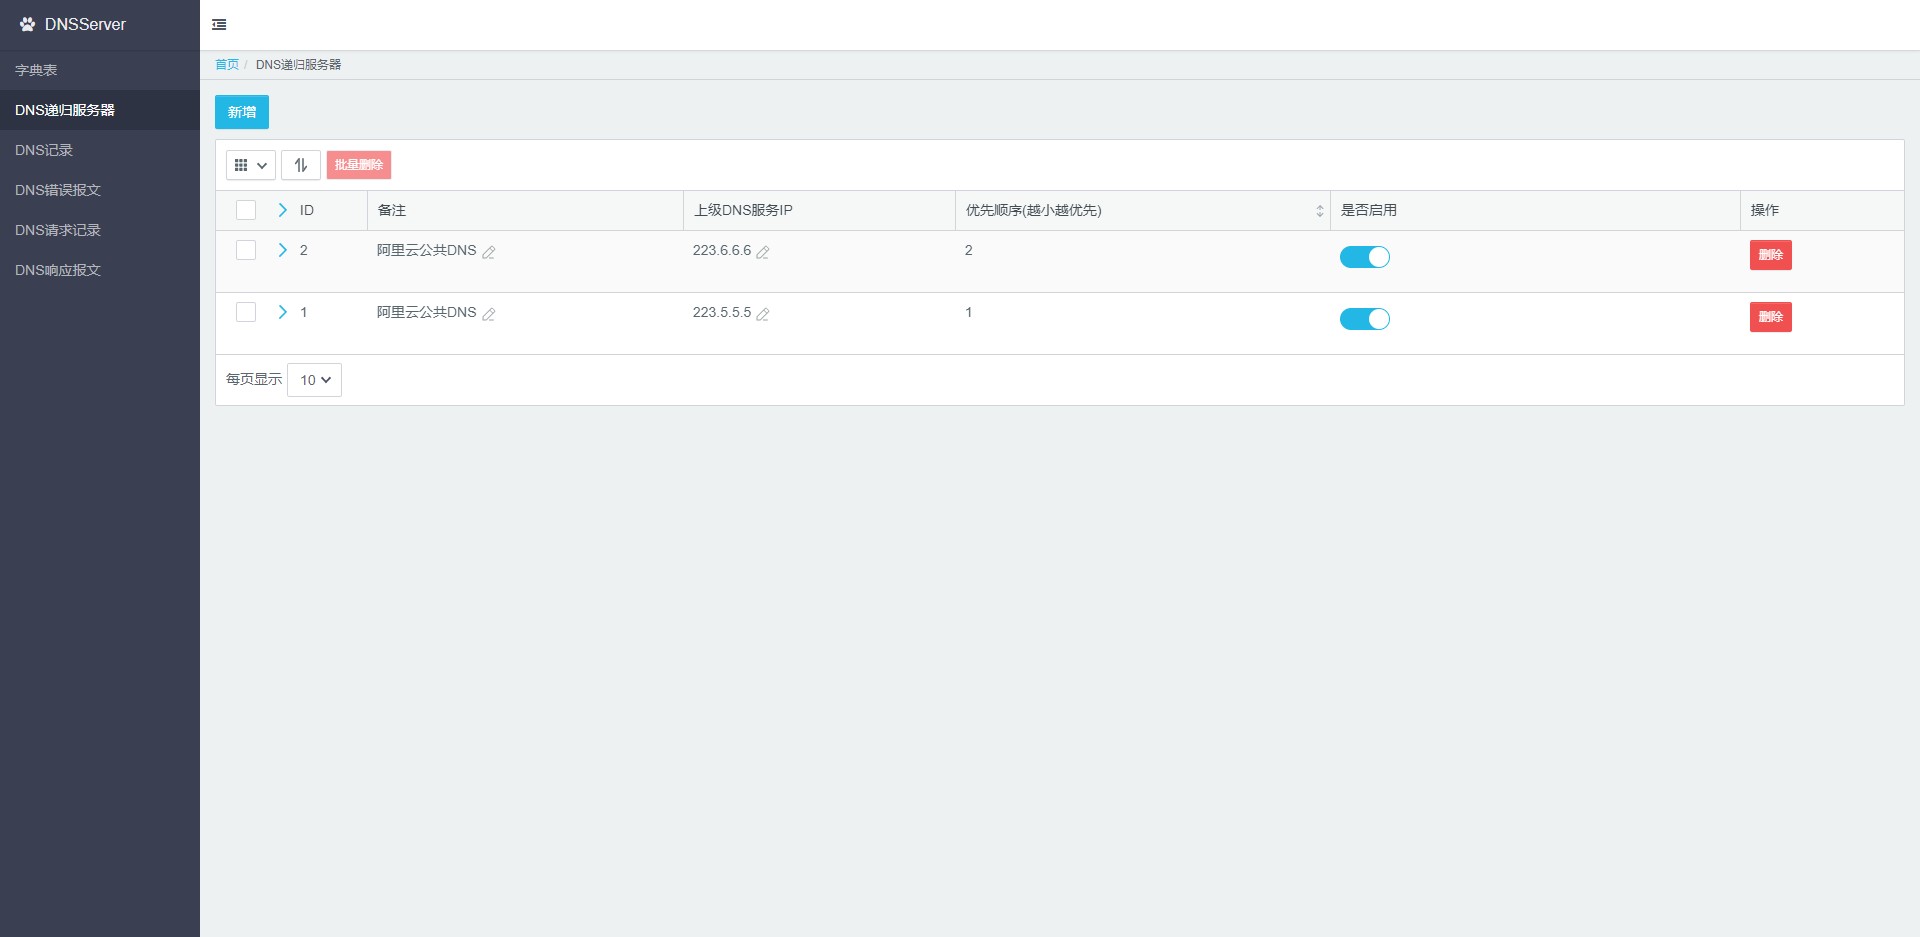 DNSServer
字典表
DNS递归服务器
DNS记录
DNS错误报文
DNS请求记录
DNS响应报文
首页 / DNS递归服务器
新增
批量删除
ID 备注 上级DNS服务IP 优先顺序(越小越优先) 是否启用 操作
2 阿里云公共DNS 223.6.6.6 2 删除
1 阿里云公共DNS 223.5.5.5 1 删除
每页显示 10